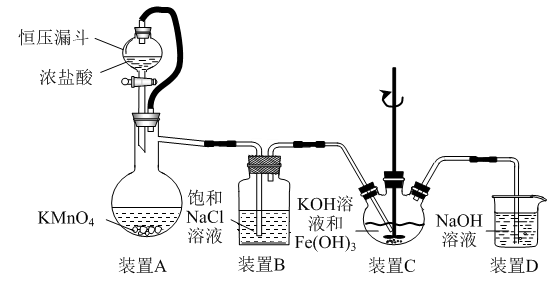 恒压漏斗
浓盐酸
KMnO₄
饱和
NaCl
溶液
KOH溶
液和
Fe(OH)₃
NaOH
溶液
装置A
装置B
装置C
装置D